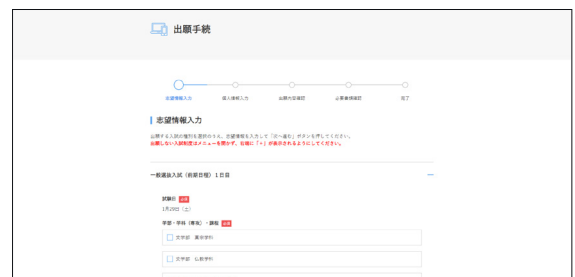 出願手続
志望情報入力
個人情報入力
出願内容確認
必要書類確認
完了
志望情報入力
出願する入試の種別を選択のうえ、志望情報を入力して「次へ進む」ボタンを押してください。
出願しない入試制度はメニューを開かず、右端に「+」が表示されるようにしてください。
一般選抜入試（前期日程）1日目
試験日 必須
1月29日（土）
学部・学科（専攻）・課程 必須
文学部 真宗学科
文学部 仏教学科